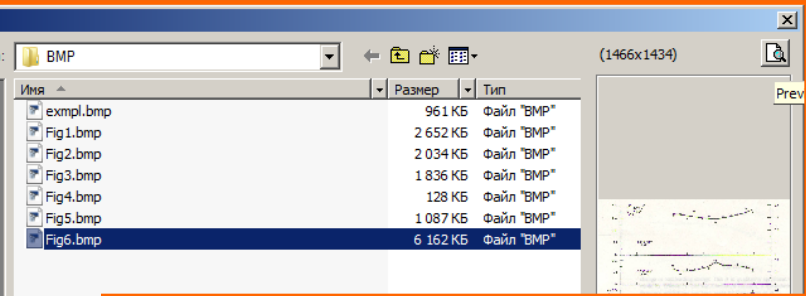 BMP
(1466x1434)
Prev
Имя Размер Тип
exmpl.bmp 961 КБ Файл "BMP"
Fig1.bmp 2 652 КБ Файл "BMP"
Fig2.bmp 2 034 КБ Файл "BMP"
Fig3.bmp 1 836 КБ Файл "BMP"
Fig4.bmp 128 КБ Файл "BMP"
Fig5.bmp 1 087 КБ Файл "BMP"
Fig6.bmp 6 162 КБ Файл "BMP"